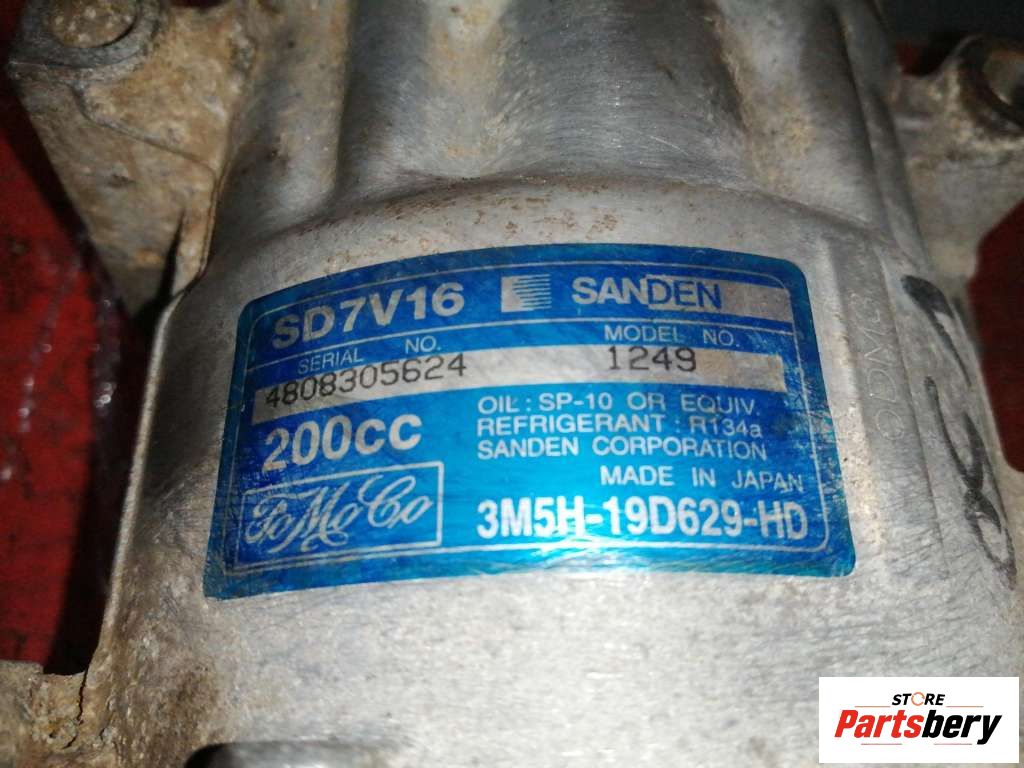 SD7V16 SANDEN
SERIAL NO. MODEL NO.
4808305624 1249
200cc
OIL : SP-10 OR EQUIV.
REFRIGERANT : R134a
SANDEN CORPORATION
MADE IN JAPAN
FoMoCo
3M5H-19D629-HD
STORE
Partsbery